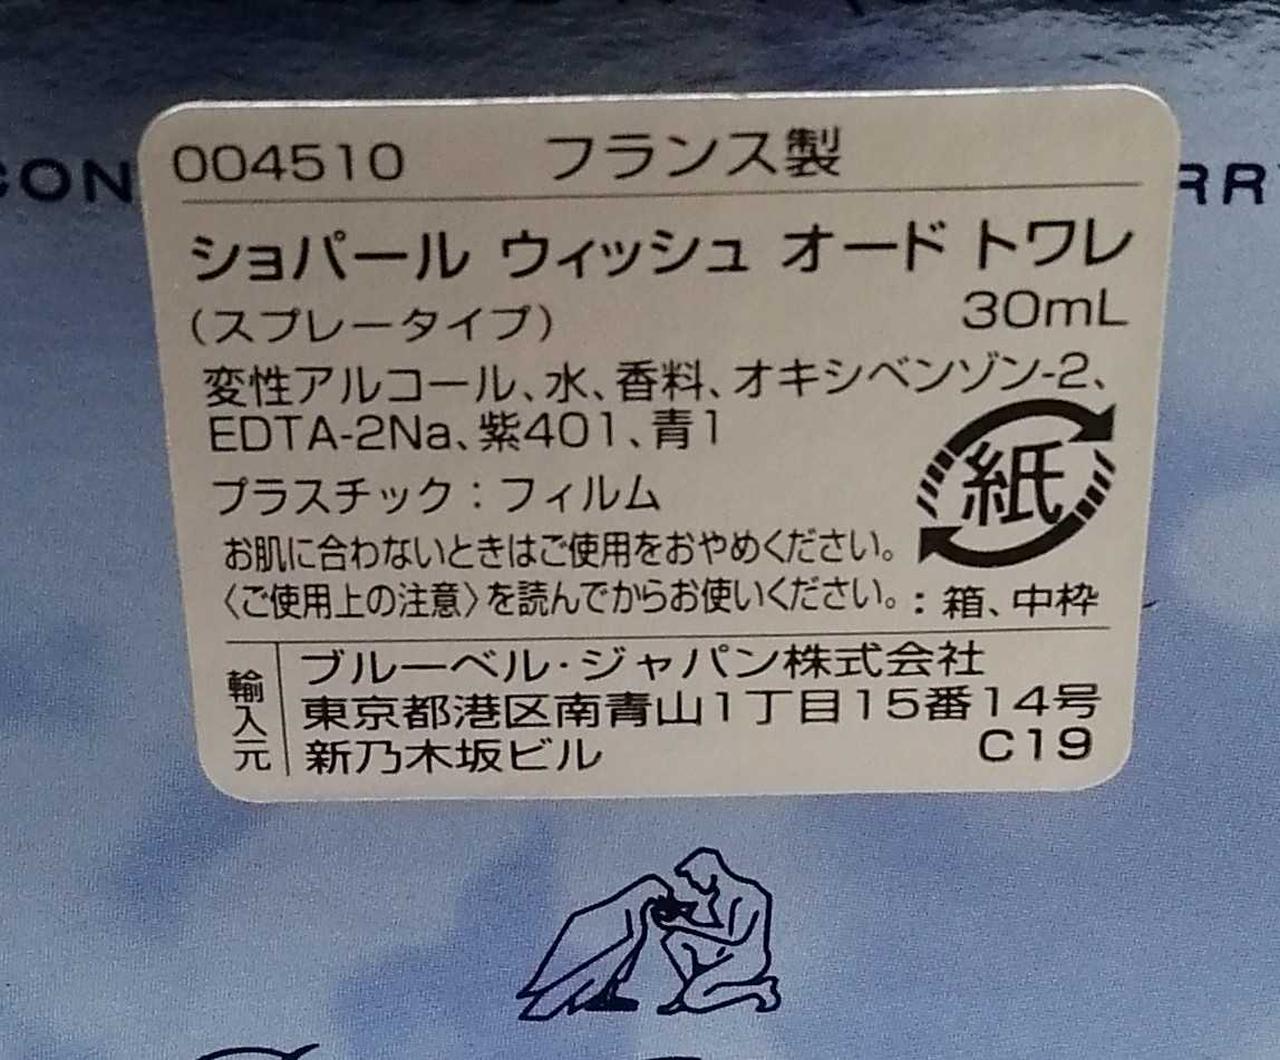 004510 フランス製
ショパール ウィッシュ オード トワレ
(スプレータイプ) 30mL
変性アルコール、水、香料、オキシベンゾン-2、
EDTA-2Na、紫401、青1
プラスチック：フィルム
紙
お肌に合わないときはご使用をおやめください。
〈ご使用上の注意〉を読んでからお使いください。：箱、中枠
輸入元
ブルーベル・ジャパン株式会社
東京都港区南青山1丁目15番14号
新乃木坂ビル C19